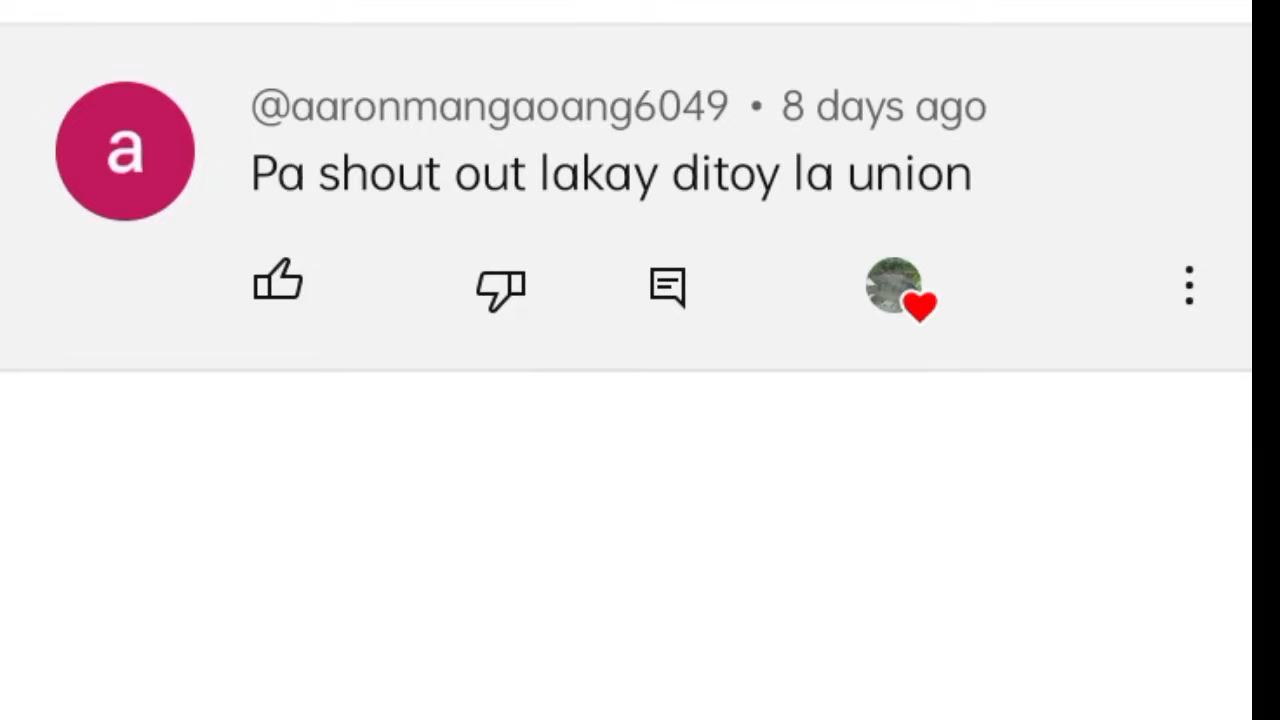 a
@aaronmangaoang6049 • 8 days ago
Pa shout out lakay ditoy la union